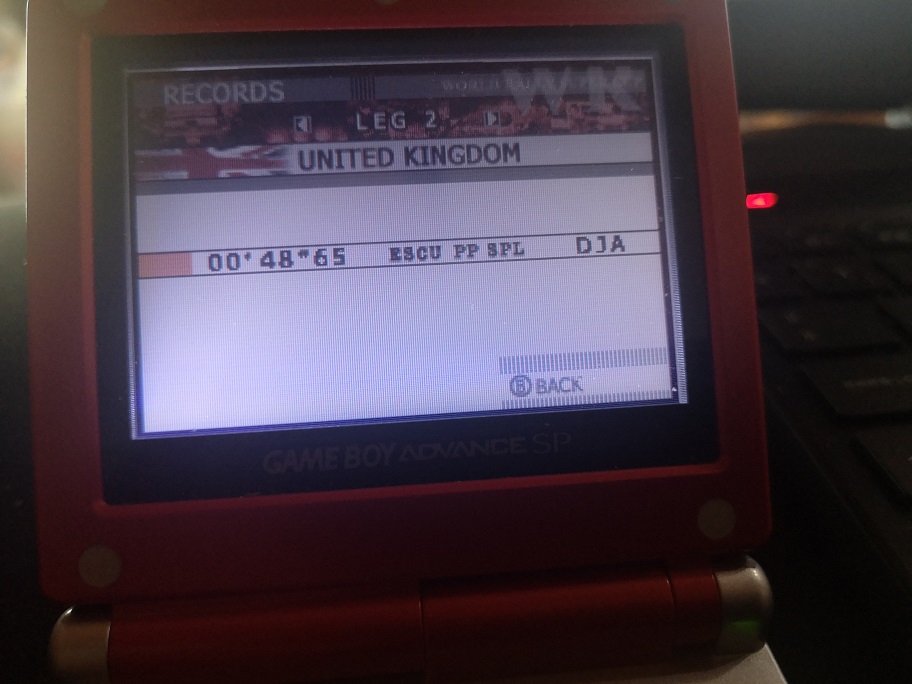 RECORDS
LEG 2
UNITED KINGDOM
00'48"65 ESCU PP SPL DJA
B BACK
GAME BOY ADVANCE SP